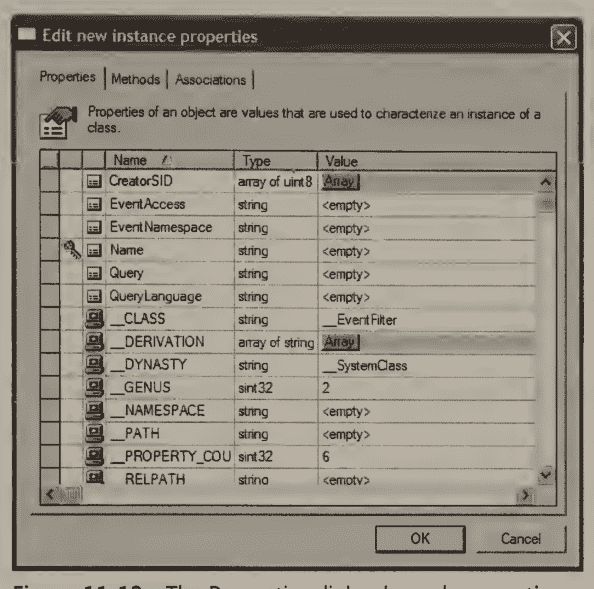 Edit new instance properties
Properties Methods Associations
Properties of an object are values that are used to characterize an instance of a
class.
Name Type Value
CreatorSID array of uint8 Array
EventAccess string <empty>
EventNamespace string <empty>
Name string <empty>
Query string <empty>
QueryLanguage string <empty>
__CLASS string __EventFilter
__DERIVATION array of string Array
__DYNASTY string __SystemClass
__GENUS sint32 2
__NAMESPACE string <empty>
__PATH string <empty>
__PROPERTY_COU sint32 6
__RELPATH string <empty>
OK Cancel